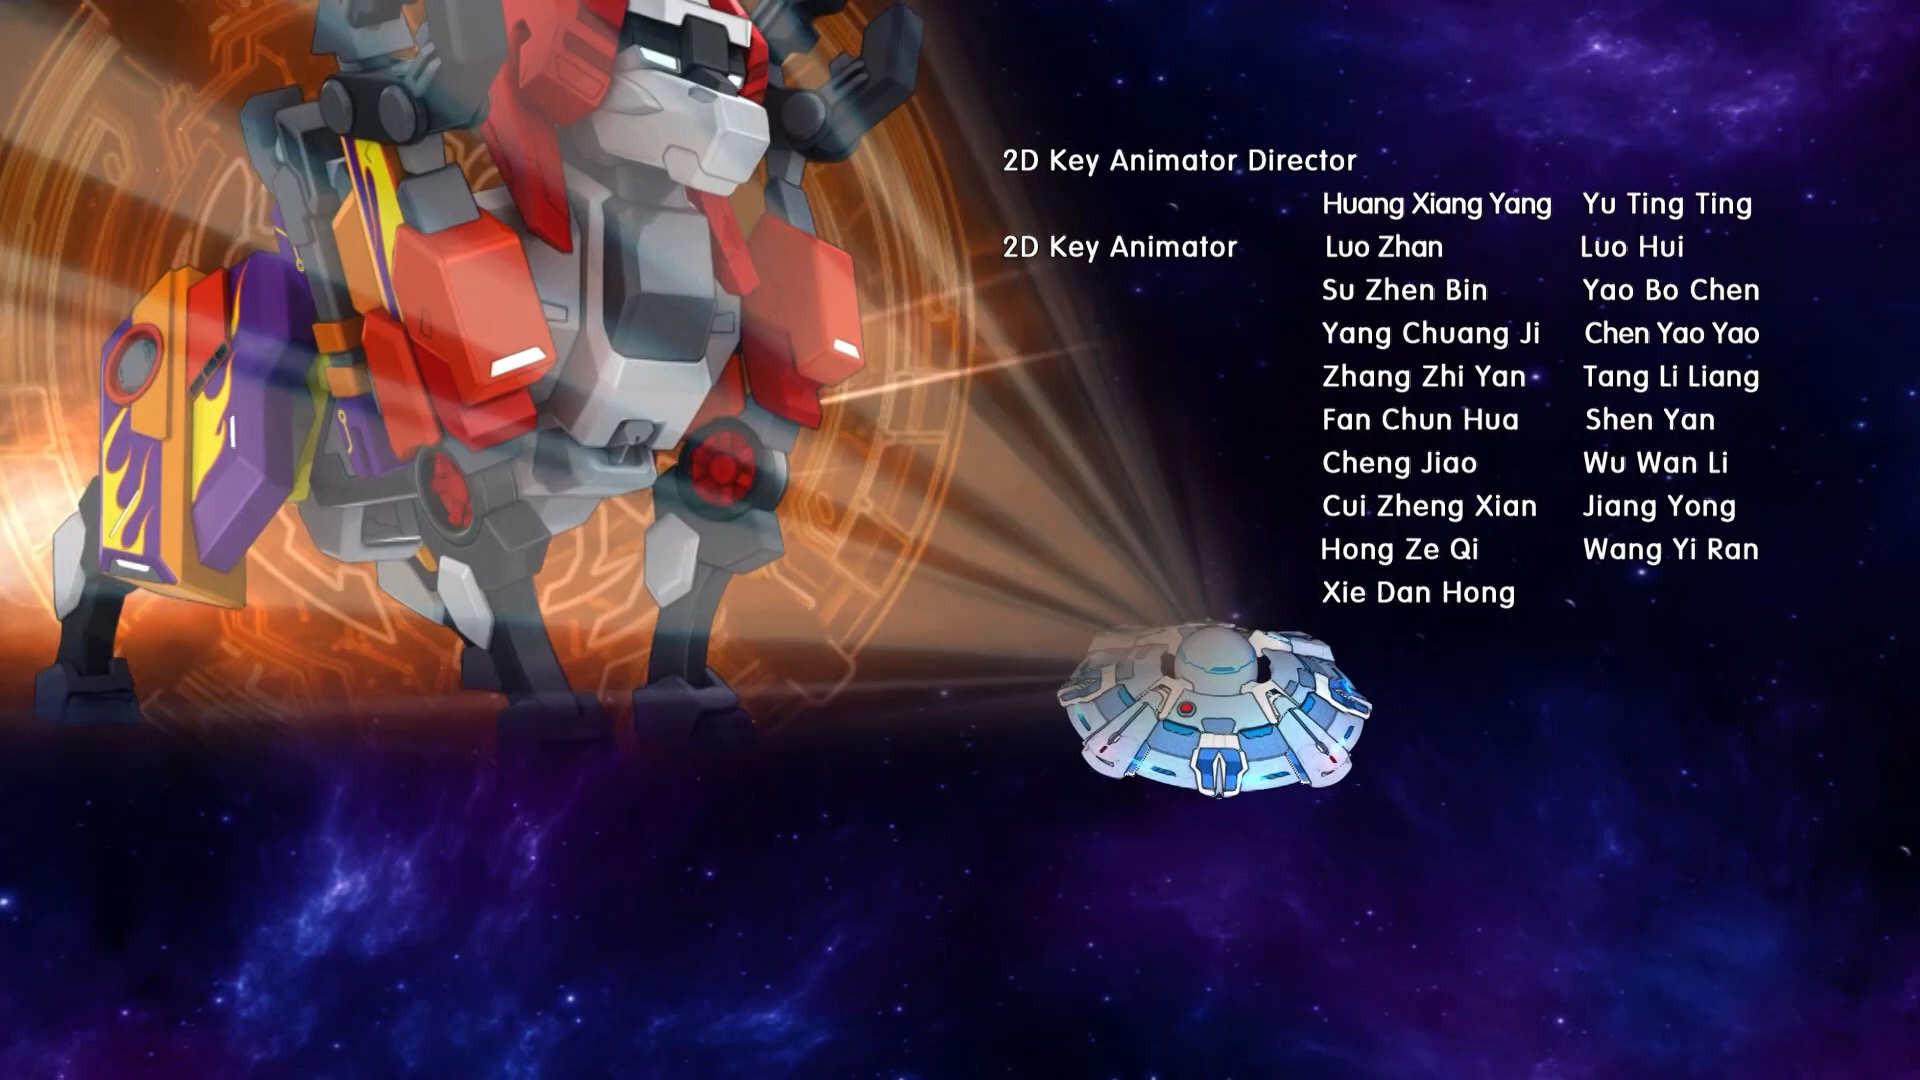 2D Key Animator Director
Huang Xiang Yang Yu Ting Ting
2D Key Animator Luo Zhan Luo Hui
Su Zhen Bin Yao Bo Chen
Yang Chuang Ji Chen Yao Yao
Zhang Zhi Yan Tang Li Liang
Fan Chun Hua Shen Yan
Cheng Jiao Wu Wan Li
Cui Zheng Xian Jiang Yong
Hong Ze Qi Wang Yi Ran
Xie Dan Hong